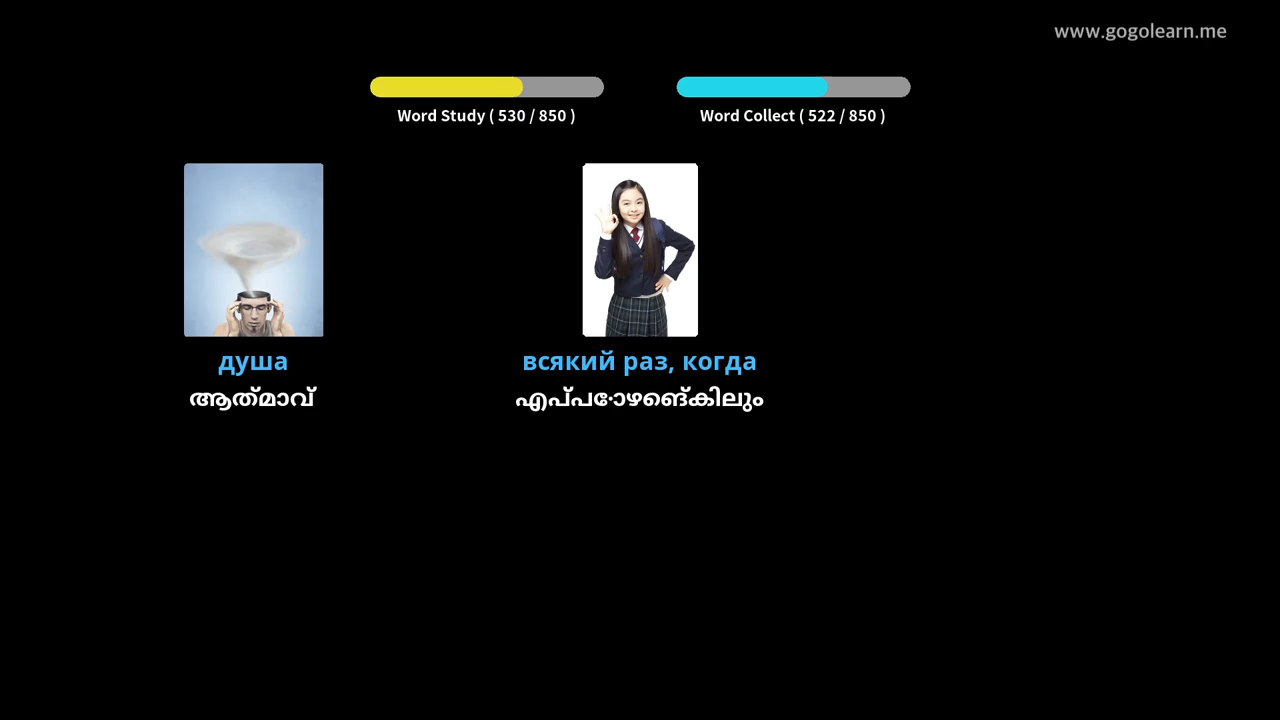 www.gogolearn.me
Word Study ( 530 / 850 )
Word Collect ( 522 / 850 )
душа
всякий раз, когда
ആത്മാവ്
എപ്പോഴെങ്കിലും